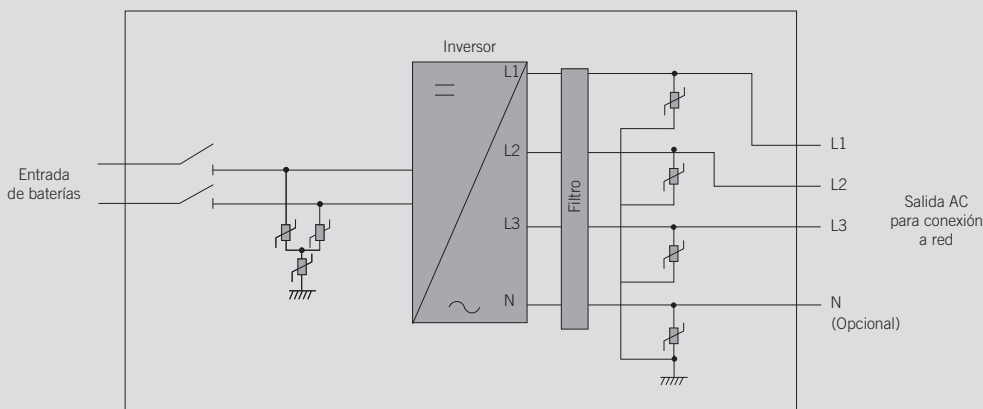 Inversor
L1
L2
L3
N
Filtro
Entrada
de baterías
L1
L2
L3
N
(Opcional)
Salida AC
para conexión
a red